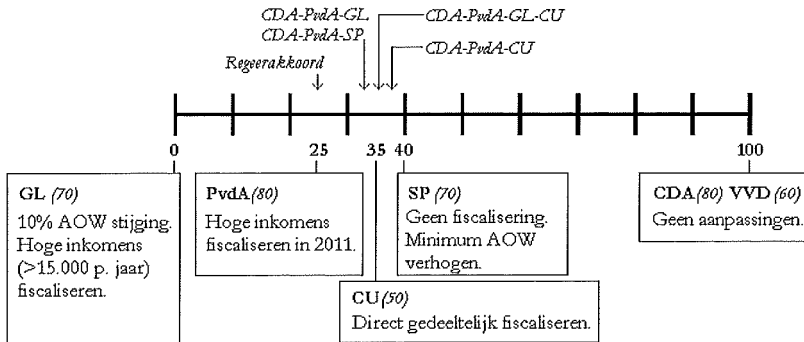 CDA-PvdA-GL
CDA-PvdA-SP
CDA-PvdA-GL-CU
CDA-PvdA-CU
Regeerakkoord
0
25
35
40
100
GL (70)
10% AOW stijging.
Hoge inkomens
(>15.000 p. jaar)
fiscaliseren.
PvdA(80)
Hoge inkomens
fiscaliseren in 2011.
SP (70)
Geen fiscalisering.
Minimum AOW
verhogen.
CDA(80) VVD(60)
Geen aanpassingen.
CU(50)
Direct gedeeltelijk fiscaliseren.